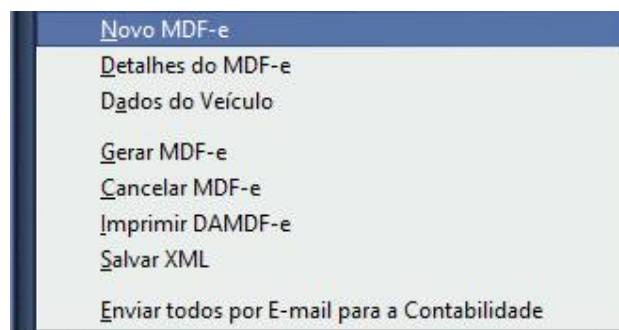 Novo MDF-e
Detalhes do MDF-e
Dados do Veículo
Gerar MDF-e
Cancelar MDF-e
Imprimir DAMDF-e
Salvar XML
Enviar todos por E-mail para a Contabilidade